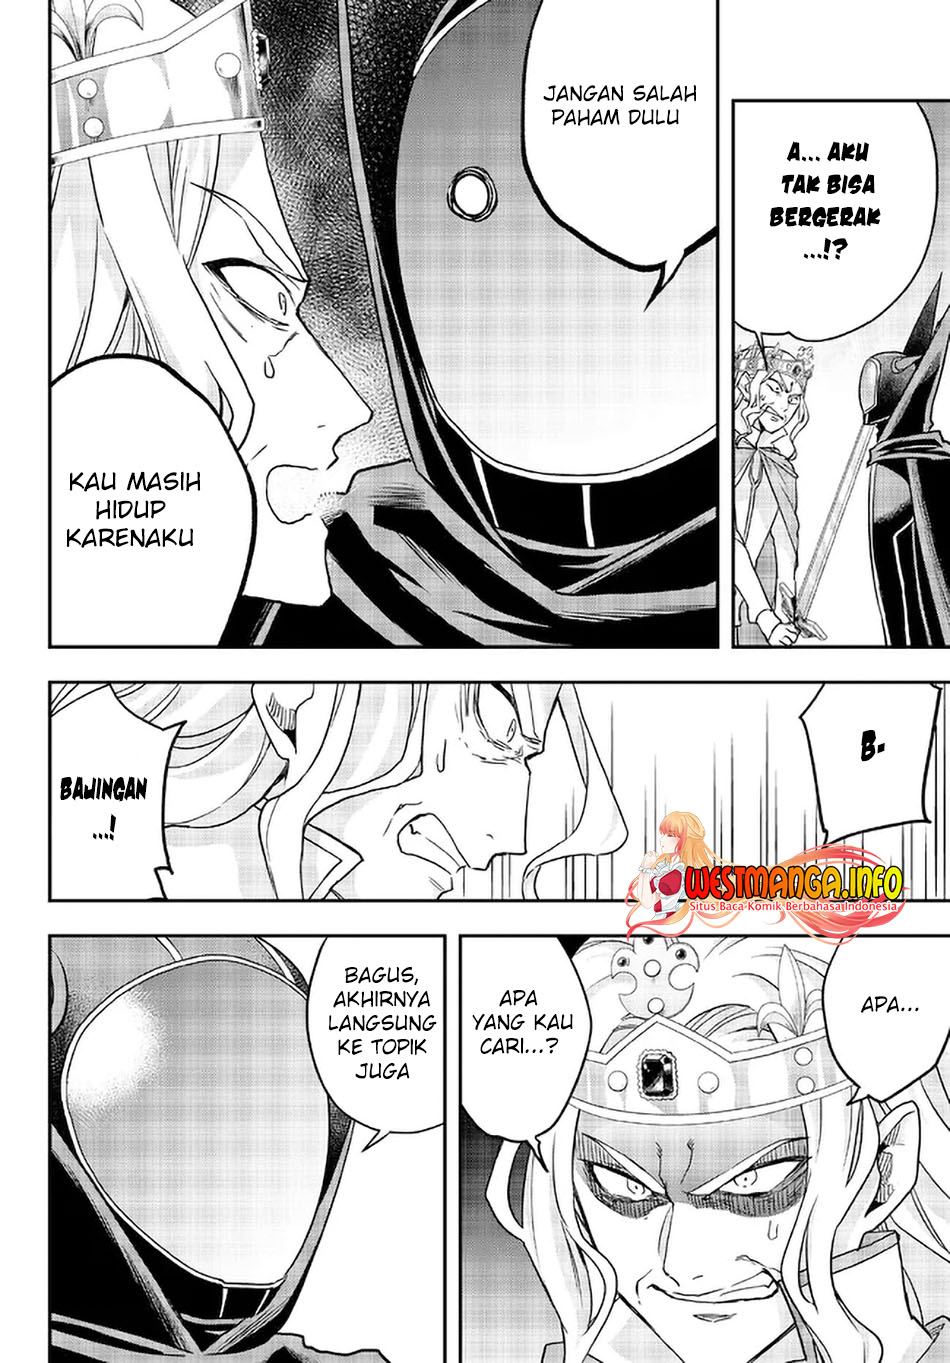 A... AKU
TAK BISA
BERGERAK
...!?
JANGAN SALAH
PAHAM DULU
KAU MASIH
HIDUP
KARENAKU
B-
BAJINGAN
...!
WESTMANGA.INFO
Situs Baca Komik Berbahasa Indonesia
APA...
APA
YANG KAU
CARI...?
BAGUS,
AKHIRNYA
LANGSUNG
KE TOPIK
JUGA